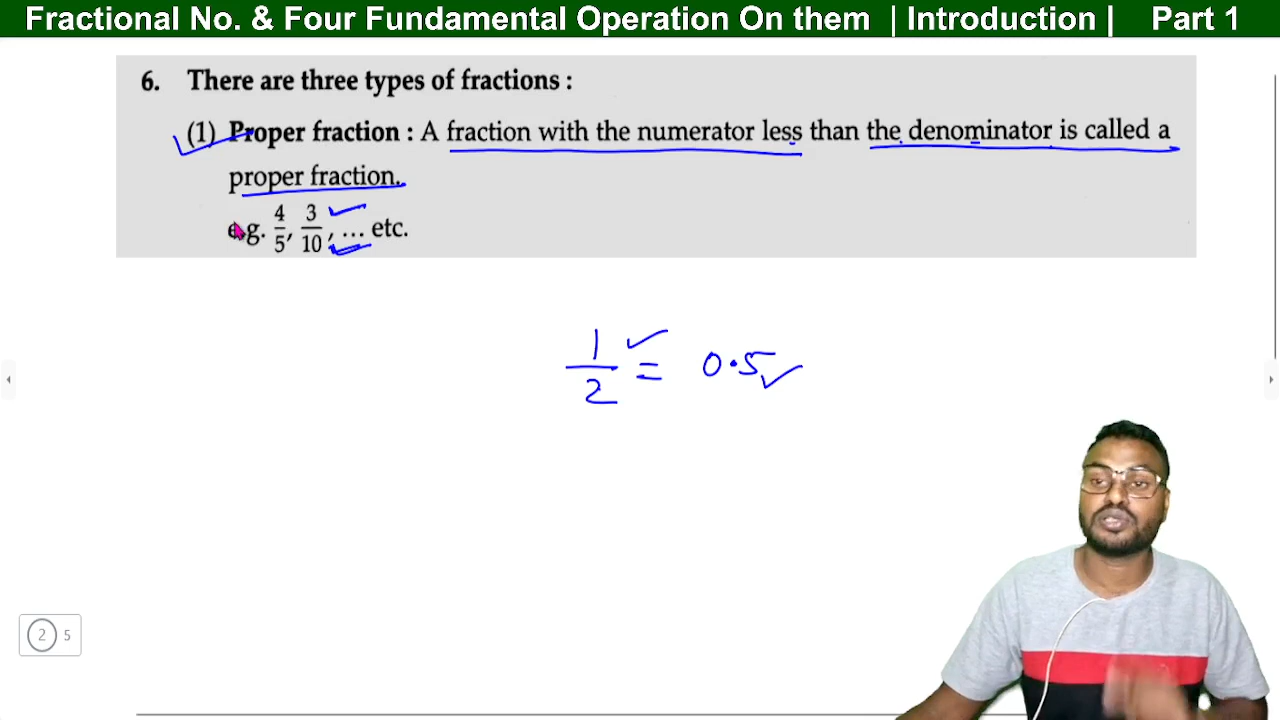 Fractional No. & Four Fundamental Operation On them | Introduction | Part 1
6. There are three types of fractions :
(1) Proper fraction : A fraction with the numerator less than the denominator is called a
proper fraction.
e.g. 4/5, 3/10, ... etc.
1/2 = 0.5
2 5